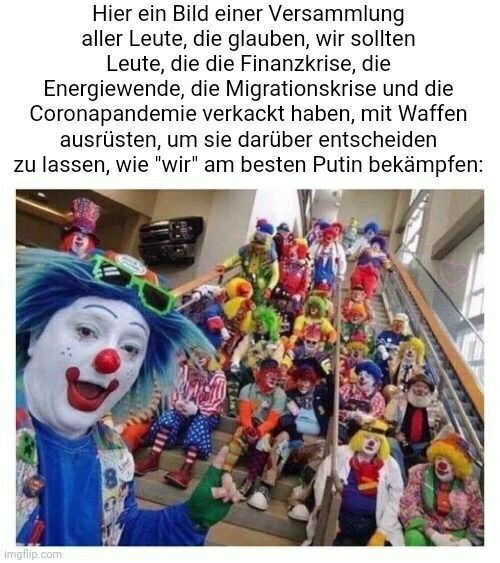 Hier ein Bild einer Versammlung
aller Leute, die glauben, wir sollten
Leute, die die Finanzkrise, die
Energiewende, die Migrationskrise und die
Coronapandemie verkackt haben, mit Waffen
ausrüsten, um sie darüber entscheiden
zu lassen, wie "wir" am besten Putin bekämpfen:
8
imgflip.com